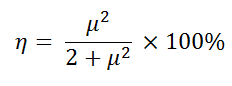 η = μ² / (2 + μ²) × 100%